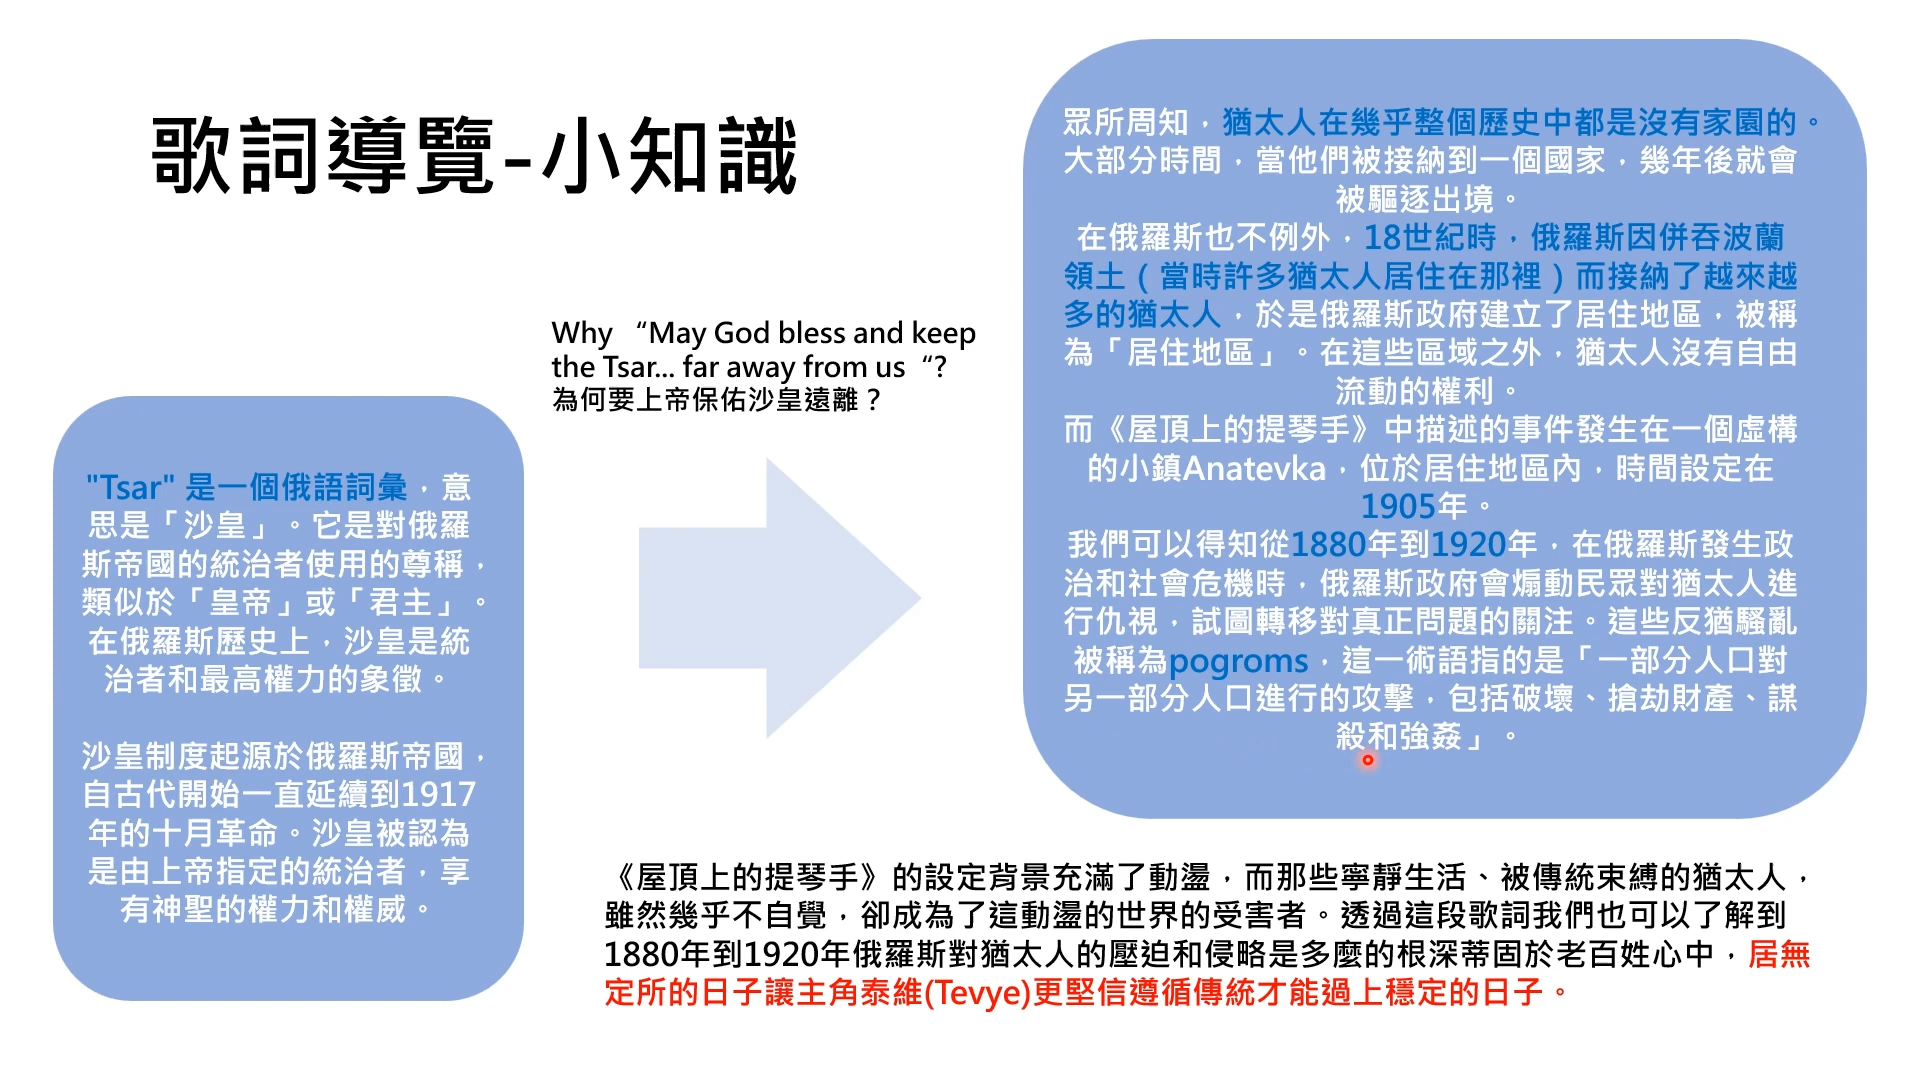 歌詞導覽-小知識
Why “May God bless and keep
the Tsar... far away from us“?
為何要上帝保佑沙皇遠離？
"Tsar" 是一個俄語詞彙，意
思是「沙皇」。它是對俄羅
斯帝國的統治者使用的尊稱，
類似於「皇帝」或「君主」。
在俄羅斯歷史上，沙皇是統
治者和最高權力的象徵。
沙皇制度起源於俄羅斯帝國，
自古代開始一直延續到1917
年的十月革命。沙皇被認為
是由上帝指定的統治者，享
有神聖的權力和權威。
眾所周知，猶太人在幾乎整個歷史中都是沒有家園的。
大部分時間，當他們被接納到一個國家，幾年後就會
被驅逐出境。
在俄羅斯也不例外，18世紀時，俄羅斯因併吞波蘭
領土（當時許多猶太人居住在那裡）而接納了越來越
多的猶太人，於是俄羅斯政府建立了居住地區，被稱
為「居住地區」。在這些區域之外，猶太人沒有自由
流動的權利。
而《屋頂上的提琴手》中描述的事件發生在一個虛構
的小鎮Anatevka，位於居住地區內，時間設定在
1905年。
我們可以得知從1880年到1920年，在俄羅斯發生政
治和社會危機時，俄羅斯政府會煽動民眾對猶太人進
行仇視，試圖轉移對真正問題的關注。這些反猶騷亂
被稱為pogroms，這一術語指的是「一部分人口對
另一部分人口進行的攻擊，包括破壞、搶劫財產、謀
殺和強姦」。
《屋頂上的提琴手》的設定背景充滿了動盪，而那些寧靜生活、被傳統束縛的猶太人，
雖然幾乎不自覺，卻成為了這動盪的世界的受害者。透過這段歌詞我們也可以了解到
1880年到1920年俄羅斯對猶太人的壓迫和侵略是多麼的根深蒂固於老百姓心中，居無
定所的日子讓主角泰維(Tevye)更堅信遵循傳統才能過上穩定的日子。